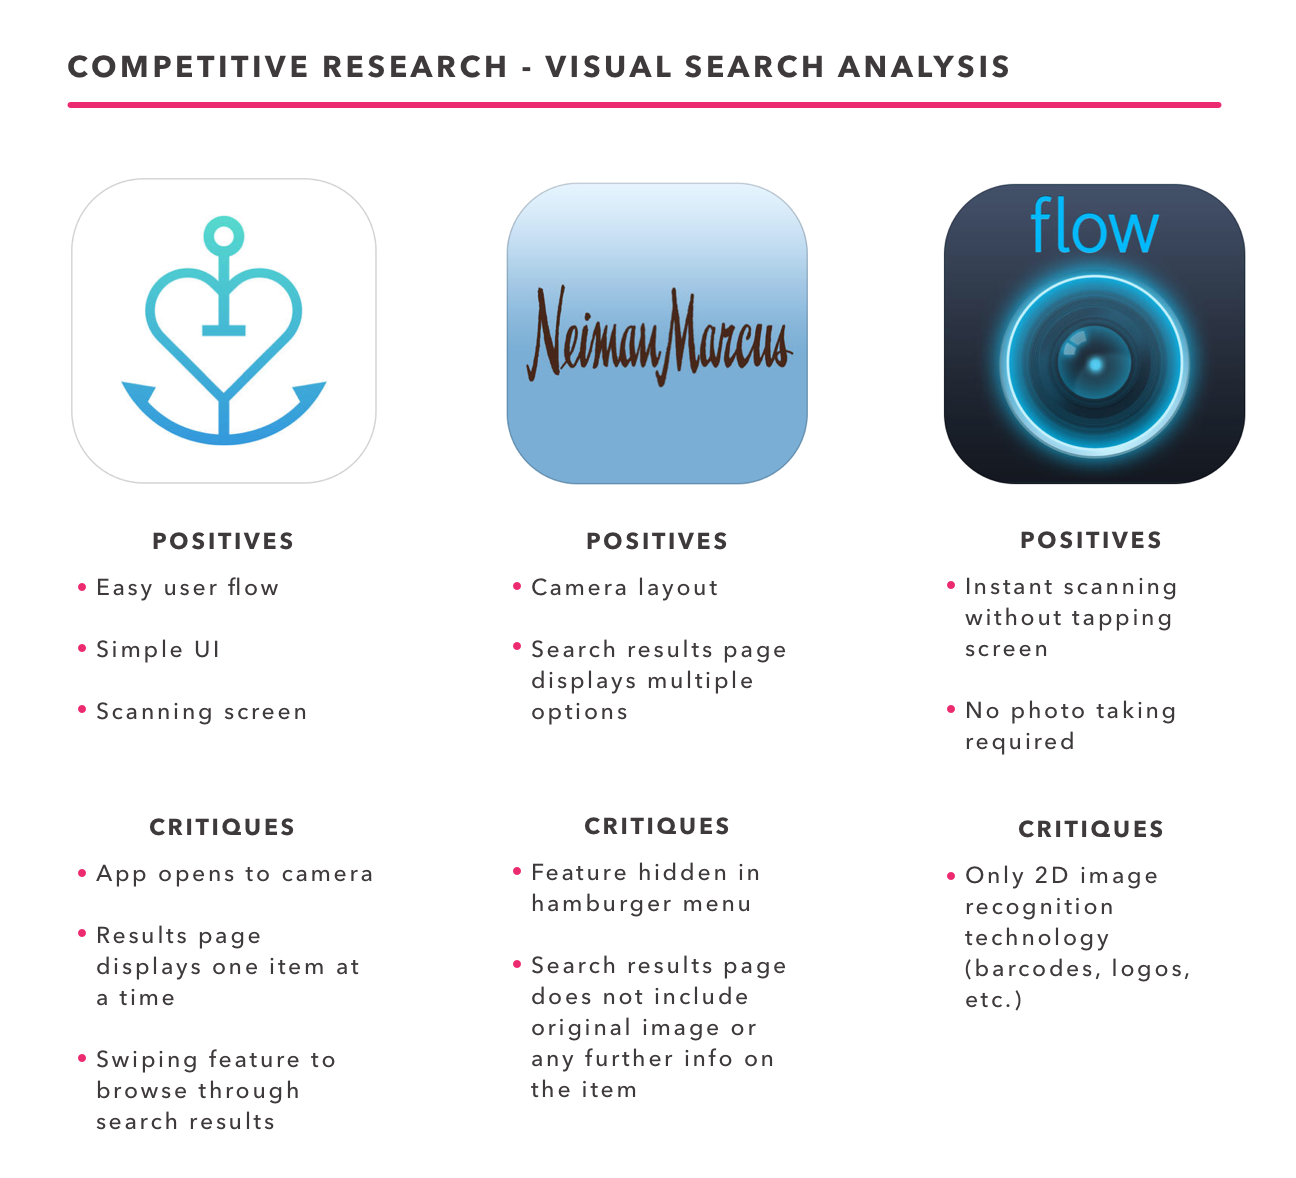 COMPETITIVE RESEARCH - VISUAL SEARCH ANALYSIS
Neiman Marcus
flow
POSITIVES
• Easy user flow
• Simple UI
• Scanning screen
CRITIQUES
• App opens to camera
• Results page
displays one item at
a time
• Swiping feature to
browse through
search results
POSITIVES
• Camera layout
• Search results page
displays multiple
options
CRITIQUES
• Feature hidden in
hamburger menu
• Search results page
does not include
original image or
any further info on
the item
POSITIVES
• Instant scanning
without tapping
screen
• No photo taking
required
CRITIQUES
• Only 2D image
recognition
technology
(barcodes, logos,
etc.)